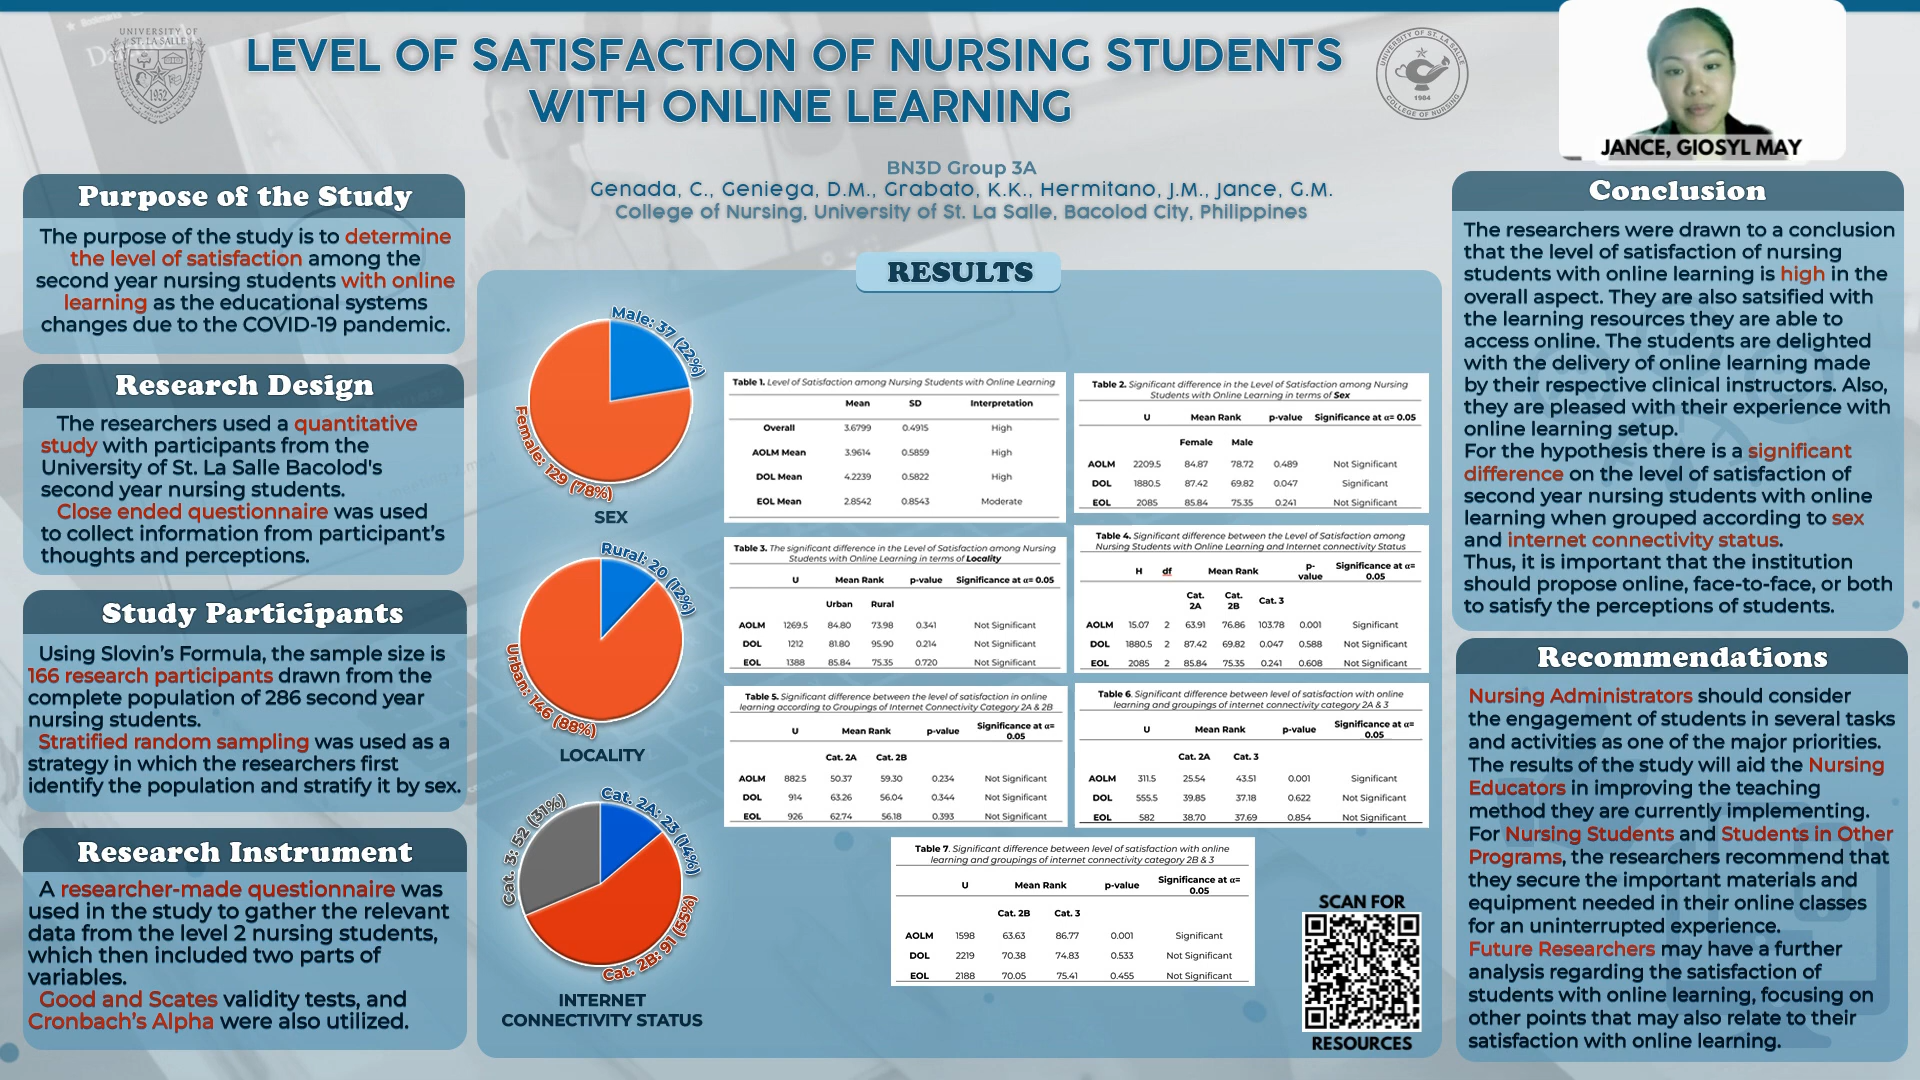 UNIVERSITY OF
ST. LA SALLE
1952
LEVEL OF SATISFACTION OF NURSING STUDENTS
WITH ONLINE LEARNING
UNIVERSITY OF ST. LA SALLE
1984
COLLEGE OF NURSING
JANCE, GIOSYL MAY
BN3D Group 3A
Genada, C., Geniega, D.M., Grabato, K.K., Hermitano, J.M., Jance, G.M.
College of Nursing, University of St. La Salle, Bacolod City, Philippines
Purpose of the Study
The purpose of the study is to determine
the level of satisfaction among the
second year nursing students with online
learning as the educational systems
changes due to the COVID-19 pandemic.
Research Design
The researchers used a quantitative
study with participants from the
University of St. La Salle Bacolod's
second year nursing students.
Close ended questionnaire was used
to collect information from participant's
thoughts and perceptions.
Study Participants
Using Slovin's Formula, the sample size is
166 research participants drawn from the
complete population of 286 second year
nursing students.
Stratified random sampling was used as a
strategy in which the researchers first
identify the population and stratify it by sex.
Research Instrument
A researcher-made questionnaire was
used in the study to gather the relevant
data from the level 2 nursing students,
which then included two parts of
variables.
Good and Scates validity tests, and
Cronbach's Alpha were also utilized.
RESULTS
Male: 37 (22%)
Female: 129 (78%)
SEX
Rural: 20 (12%)
Urban: 146 (88%)
LOCALITY
Cat. 2A: 23 (14%)
Cat. 3: 52 (31%)
Cat. 2B: 91 (55%)
INTERNET
CONNECTIVITY STATUS
Table 1. Level of Satisfaction among Nursing Students with Online Learning
Mean SD Interpretation
Overall 3.6799 0.4915 High
AOLM Mean 3.9614 0.5859 High
DOL Mean 4.2239 0.5822 High
EOL Mean 2.8542 0.8543 Moderate
Table 2. Significant difference in the Level of Satisfaction among Nursing
Students with Online Learning in terms of Sex
U Mean Rank p-value Significance at α= 0.05
Female Male
AOLM 2209.5 84.87 78.72 0.489 Not Significant
DOL 1880.5 87.42 69.82 0.047 Significant
EOL 2085 85.84 75.35 0.241 Not Significant
Table 3. The significant difference in the Level of Satisfaction among Nursing
Students with Online Learning in terms of Locality
U Mean Rank p-value Significance at α= 0.05
Urban Rural
AOLM 1269.5 84.80 73.98 0.341 Not Significant
DOL 1212 81.80 95.90 0.214 Not Significant
EOL 1388 85.84 75.35 0.720 Not Significant
Table 4. Significant difference between the Level of Satisfaction among
Nursing Students with Online Learning and Internet connectivity Status
H df Mean Rank p-
value Significance at α=
0.05
Cat.
2A Cat.
2B Cat. 3
AOLM 15.07 2 63.91 76.86 103.78 0.001 Significant
DOL 1880.5 2 87.42 69.82 0.047 0.588 Not Significant
EOL 2085 2 85.84 75.35 0.241 0.608 Not Significant
Table 5. Significant difference between the level of satisfaction in online
learning according to Groupings of Internet Connectivity Category 2A & 2B
U Mean Rank p-value Significance at α=
0.05
Cat. 2A Cat. 2B
AOLM 882.5 50.37 59.30 0.234 Not Significant
DOL 914 63.26 56.04 0.344 Not Significant
EOL 926 62.74 56.18 0.393 Not Significant
Table 6. Significant difference between level of satisfaction with online
learning and groupings of internet connectivity category 2A & 3
U Mean Rank p-value Significance at α=
0.05
Cat. 2A Cat. 3
AOLM 311.5 25.54 43.51 0.001 Significant
DOL 555.5 39.85 37.18 0.622 Not Significant
EOL 582 38.70 37.69 0.854 Not Significant
Table 7. Significant difference between level of satisfaction with online
learning and groupings of internet connectivity category 2B & 3
U Mean Rank p-value Significance at α=
0.05
Cat. 2B Cat. 3
AOLM 1598 63.63 86.77 0.001 Significant
DOL 2219 70.38 74.83 0.533 Not Significant
EOL 2188 70.05 75.41 0.455 Not Significant
SCAN FOR
RESOURCES
Conclusion
The researchers were drawn to a conclusion
that the level of satisfaction of nursing
students with online learning is high in the
overall aspect. They are also satsified with
the learning resources they are able to
access online. The students are delighted
with the delivery of online learning made
by their respective clinical instructors. Also,
they are pleased with their experience with
online learning setup.
For the hypothesis there is a significant
difference on the level of satisfaction of
second year nursing students with online
learning when grouped according to sex
and internet connectivity status.
Thus, it is important that the institution
should propose online, face-to-face, or both
to satisfy the perceptions of students.
Recommendations
Nursing Administrators should consider
the engagement of students in several tasks
and activities as one of the major priorities.
The results of the study will aid the Nursing
Educators in improving the teaching
method they are currently implementing.
For Nursing Students and Students in Other
Programs, the researchers recommend that
they secure the important materials and
equipment needed in their online classes
for an uninterrupted experience.
Future Researchers may have a further
analysis regarding the satisfaction of
students with online learning, focusing on
other points that may also relate to their
satisfaction with online learning.